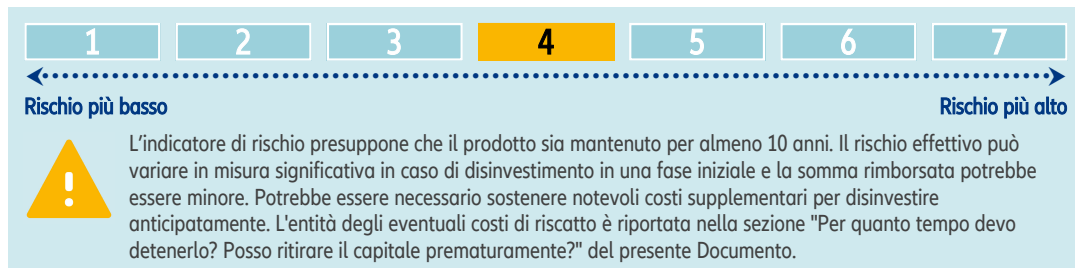 1 2 3 4 5 6 7
Rischio più basso Rischio più alto
L'indicatore di rischio presuppone che il prodotto sia mantenuto per almeno 10 anni. Il rischio effettivo può
variare in misura significativa in caso di disinvestimento in una fase iniziale e la somma rimborsata potrebbe
essere minore. Potrebbe essere necessario sostenere notevoli costi supplementari per disinvestire
anticipatamente. L'entità degli eventuali costi di riscatto è riportata nella sezione "Per quanto tempo devo
detenerlo? Posso ritirare il capitale prematuramente?" del presente Documento.